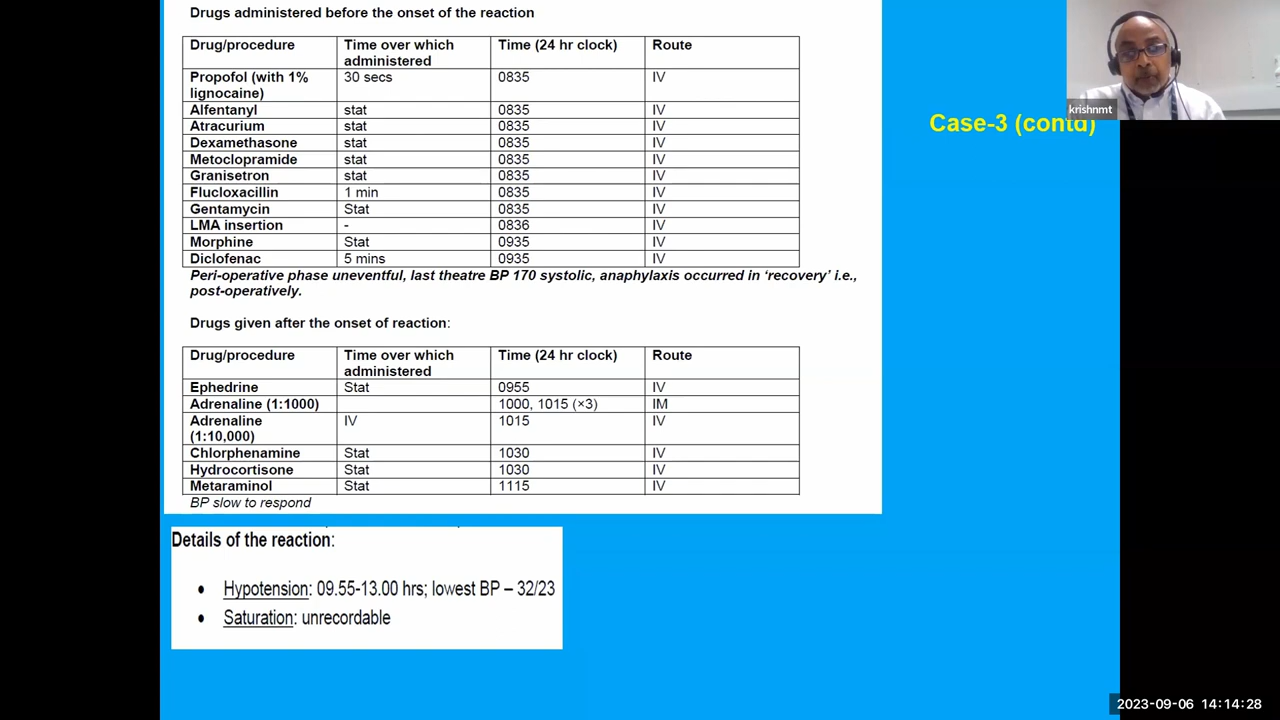 Drugs administered before the onset of the reaction
Drug/procedure Time over which administered Time (24 hr clock) Route
Propofol (with 1% lignocaine) 30 secs 0835 IV
Alfentanyl stat 0835 IV
Atracurium stat 0835 IV
Dexamethasone stat 0835 IV
Metoclopramide stat 0835 IV
Granisetron stat 0835 IV
Flucloxacillin 1 min 0835 IV
Gentamycin Stat 0835 IV
LMA insertion - 0836 IV
Morphine Stat 0935 IV
Diclofenac 5 mins 0935 IV
Peri-operative phase uneventful, last theatre BP 170 systolic, anaphylaxis occurred in ‘recovery’ i.e.,
post-operatively.
Drugs given after the onset of reaction:
Drug/procedure Time over which administered Time (24 hr clock) Route
Ephedrine Stat 0955 IV
Adrenaline (1:1000) 1000, 1015 (×3) IM
Adrenaline (1:10,000) IV 1015 IV
Chlorphenamine Stat 1030 IV
Hydrocortisone Stat 1030 IV
Metaraminol Stat 1115 IV
BP slow to respond
Details of the reaction:
• Hypotension: 09.55-13.00 hrs; lowest BP – 32/23
• Saturation: unrecordable
krishnmt
Case-3 (contd)
2023-09-06 14:14:28